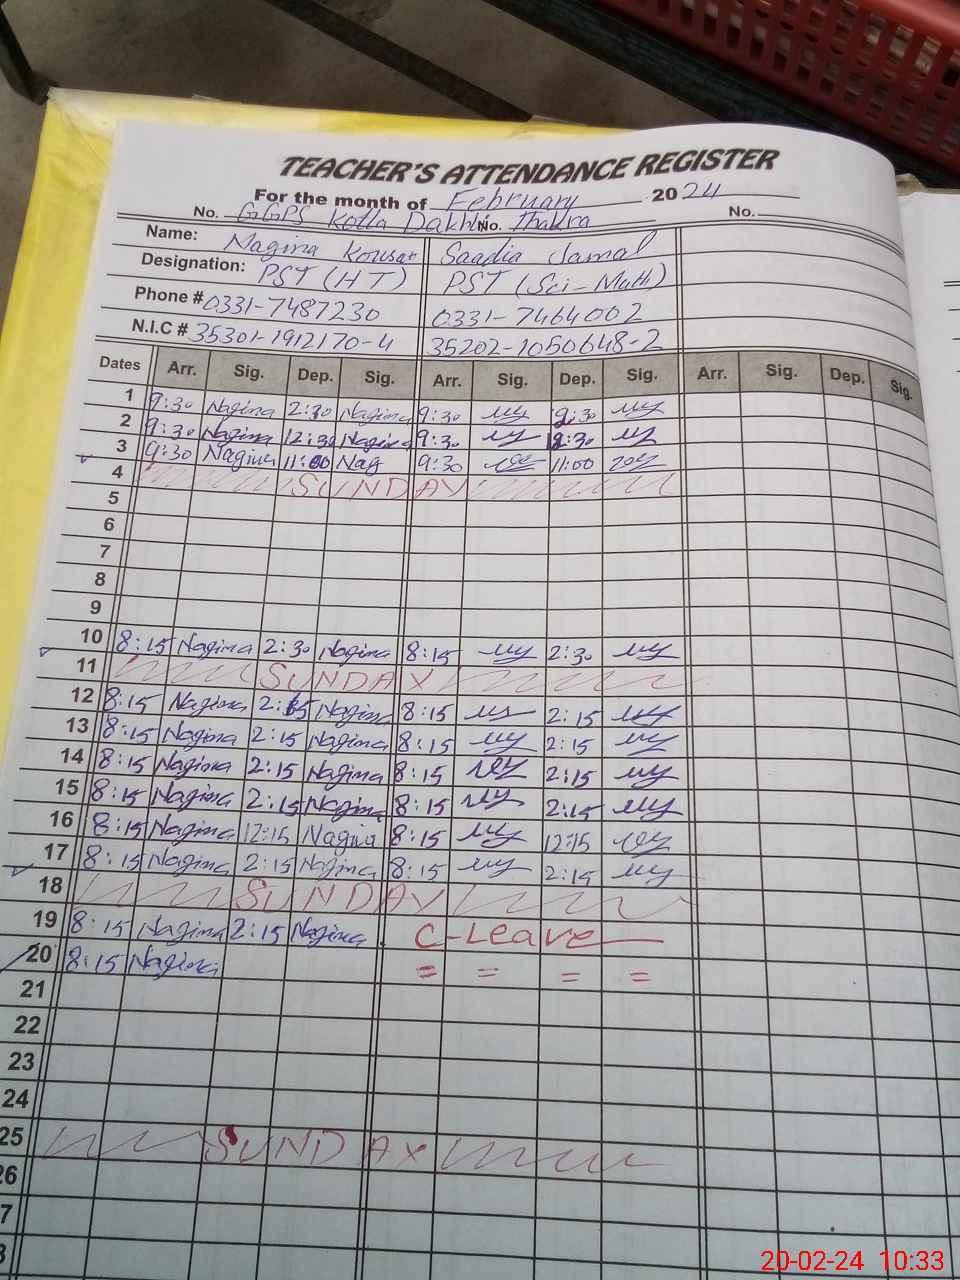 TEACHER'S ATTENDANCE REGISTER
For the month of February 2024
No. GGPS Kotla Dakhli No. Thakra No.
Name: Nagina Kousar Saadia Jamal
Designation: PST (HT) PST (Sci-Math)
Phone # 0331-7487230 0331-7464002
N.I.C # 35301-1912170-4 35202-1050648-2
Dates Arr. Sig. Dep. Sig. Arr. Sig. Dep. Sig. Arr. Sig. Dep. Sig.
1 9:30 Nagina 2:30 Nagina 9:30 2:30
2 9:30 Nagina 12:30 Nagina 9:30 12:30
3 9:30 Nagina 11:00 Nag 9:30 11:00
4 SUNDAY
5
6
7
8
9
10 8:15 Nagina 2:30 Nagina 8:15 2:30
11 SUNDAY
12 8:15 Nagina 2:15 Nagina 8:15 2:15
13 8:15 Nagina 2:15 Nagina 8:15 2:15
14 8:15 Nagina 2:15 Nagina 8:15 2:15
15 8:15 Nagina 2:15 Nagina 8:15 2:15
16 8:15 Nagina 12:15 Nagina 8:15 12:15
17 8:15 Nagina 2:15 Nagina 8:15 2:15
18 SUNDAY
19 8:15 Nagina 2:15 Nagina C-Leave
20 8:15 Nagina = = = =
21
22
23
24
25 SUNDAY
26
7
8
20-02-24 10:33